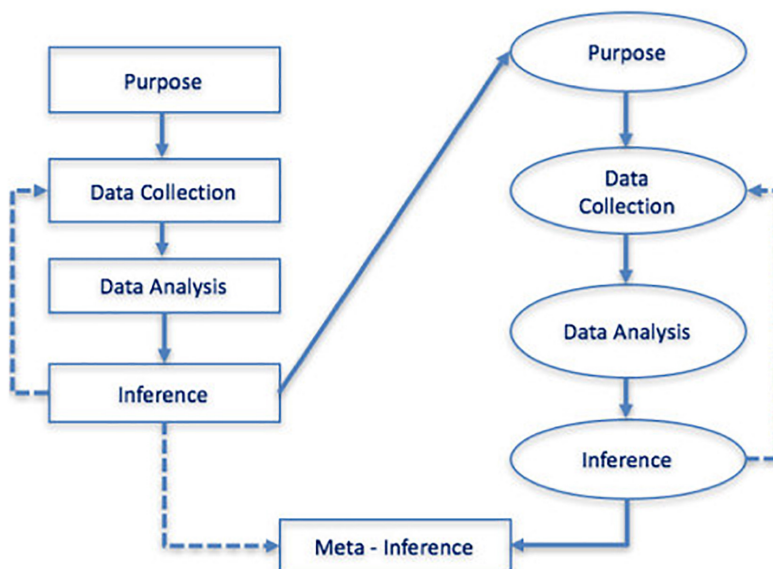 Purpose
Data Collection
Data Analysis
Inference
Purpose
Data
Collection
Data Analysis
Inference
Meta - Inference